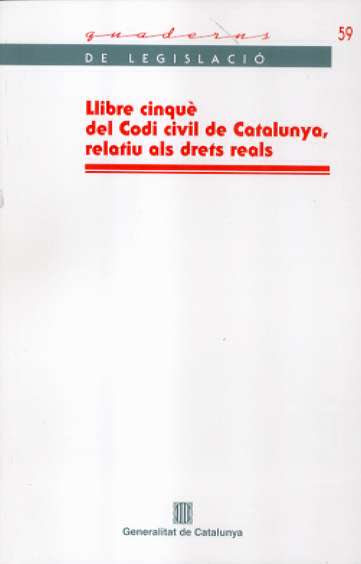 quaderns
59
DE LEGISLACIÓ
Llibre cinquè
del Codi civil de Catalunya,
relatiu als drets reals
Generalitat de Catalunya